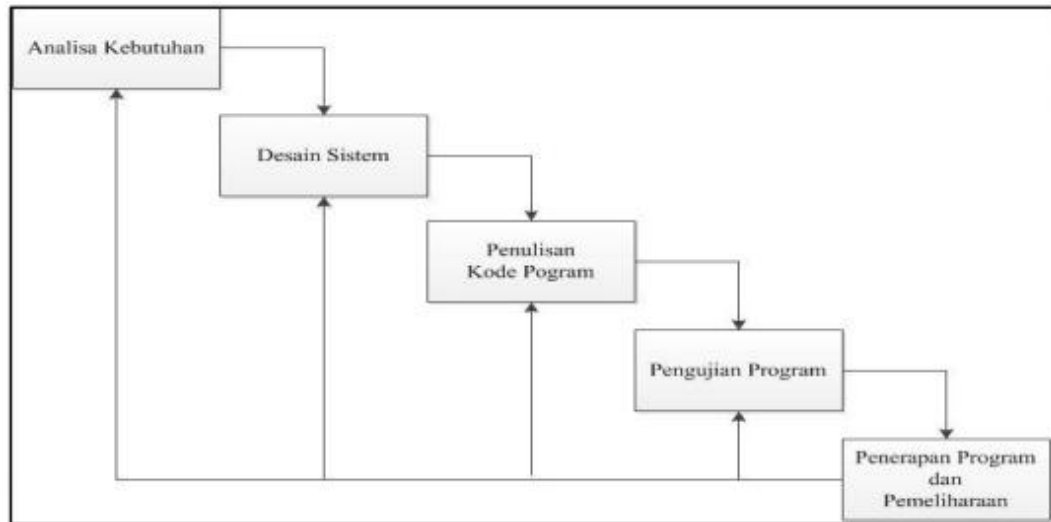 Analisa Kebutuhan
Desain Sistem
Penulisan
Kode Pogram
Pengujian Program
Penerapan Program
dan
Pemeliharaan